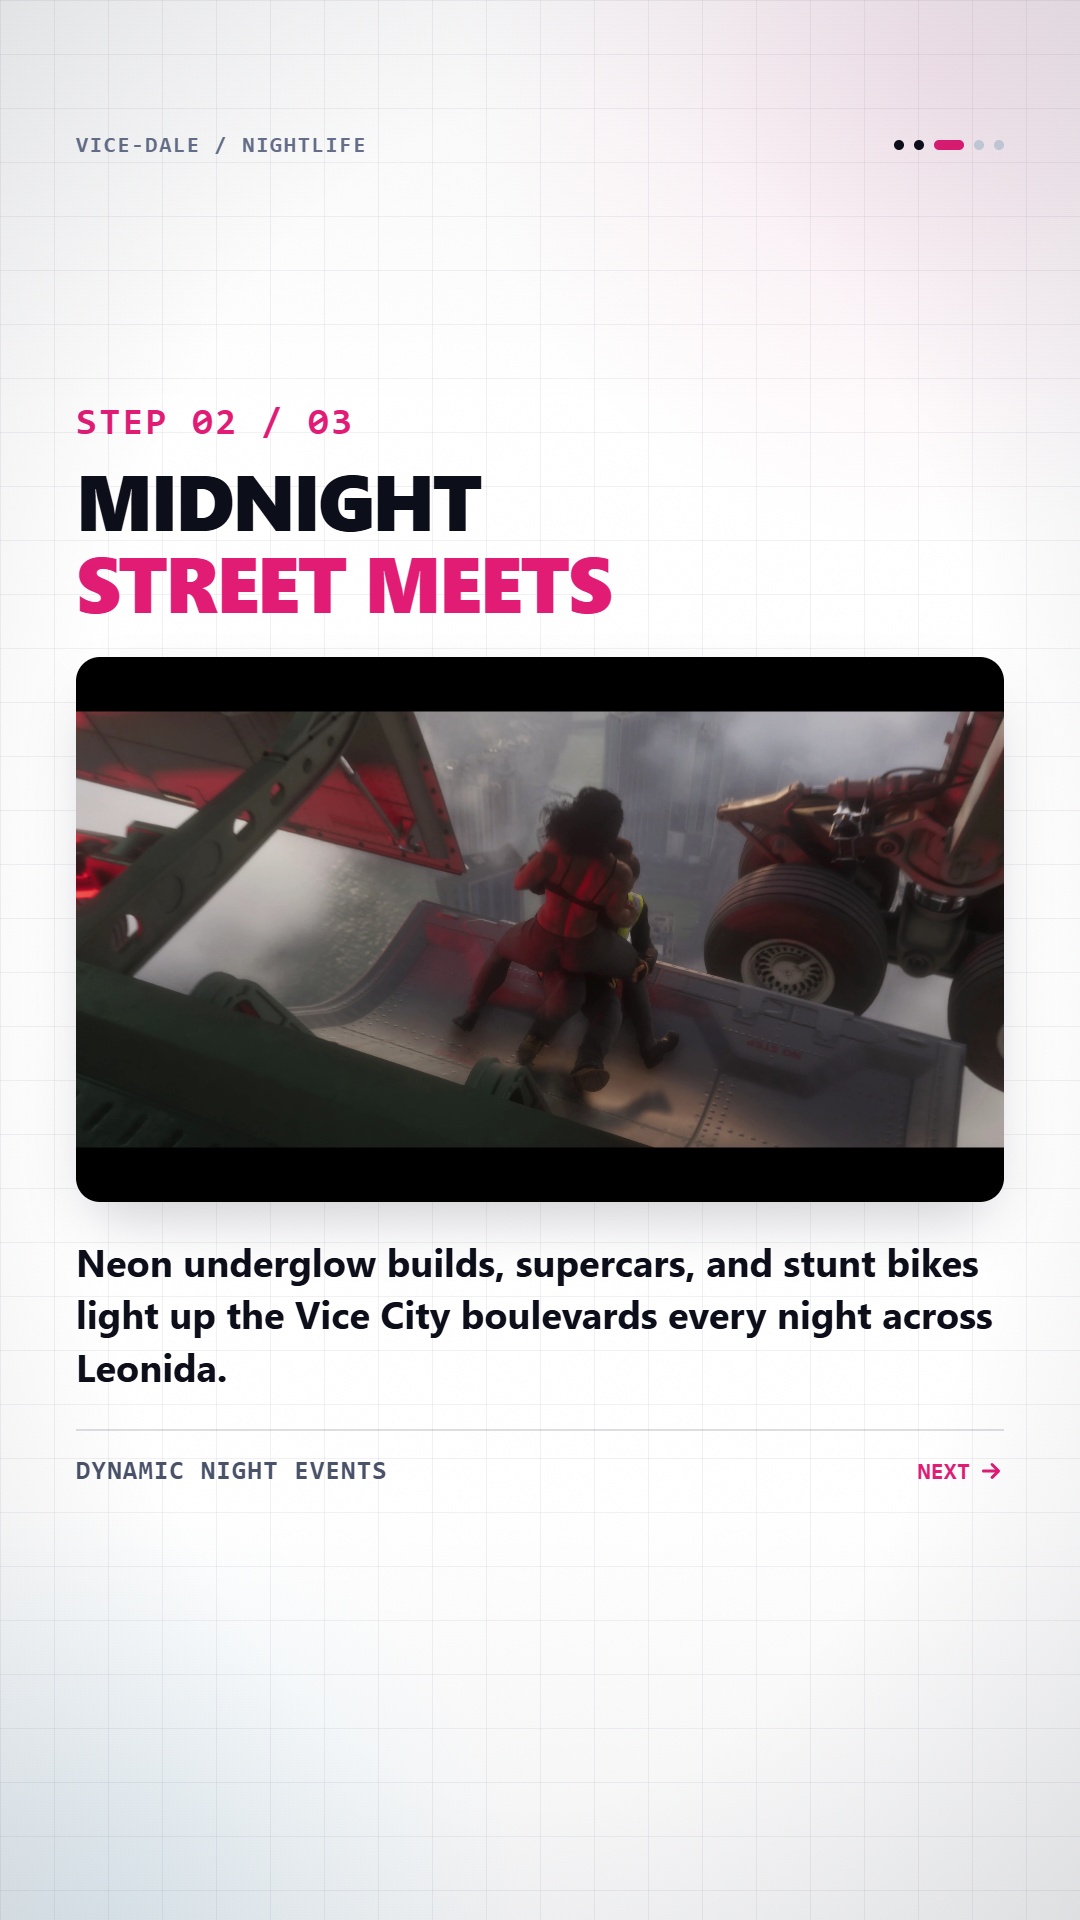 VICE-DALE / NIGHTLIFE
STEP 02 / 03
MIDNIGHT
STREET MEETS
Neon underglow builds, supercars, and stunt bikes
light up the Vice City boulevards every night across
Leonida.
DYNAMIC NIGHT EVENTS
NEXT →